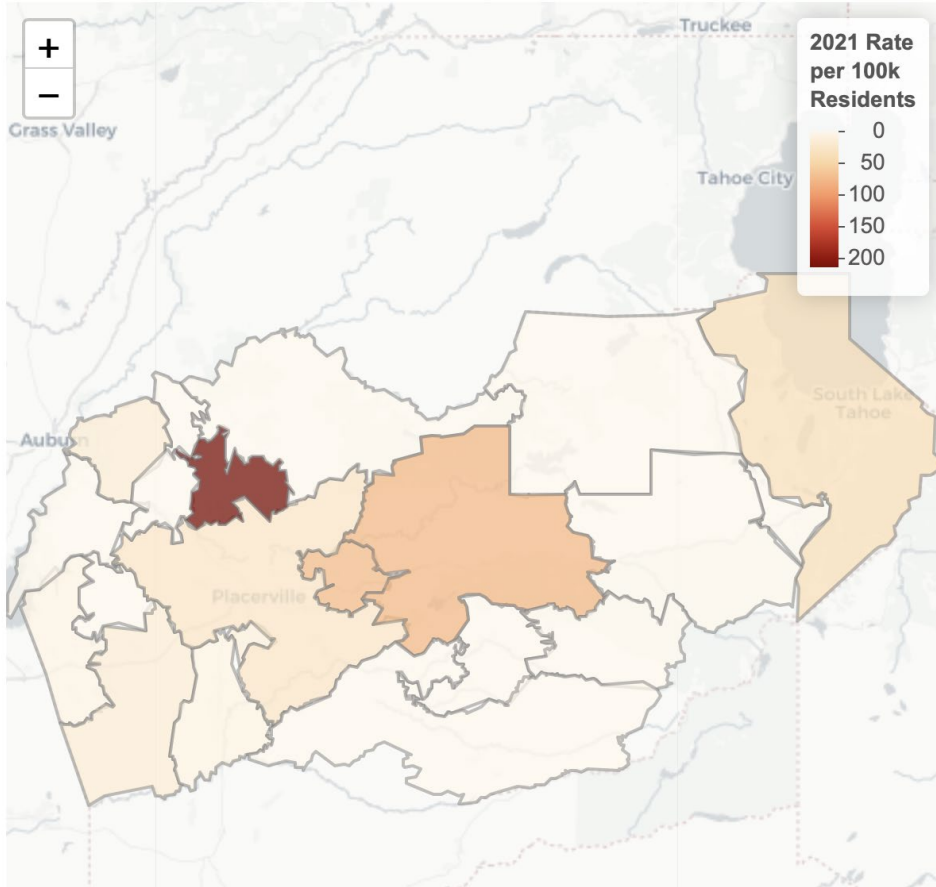 +
−
Truckee
2021 Rate
per 100k
Residents
0
50
100
150
200
Grass Valley
Tahoe City
South Lake
Tahoe
Auburn
Placerville